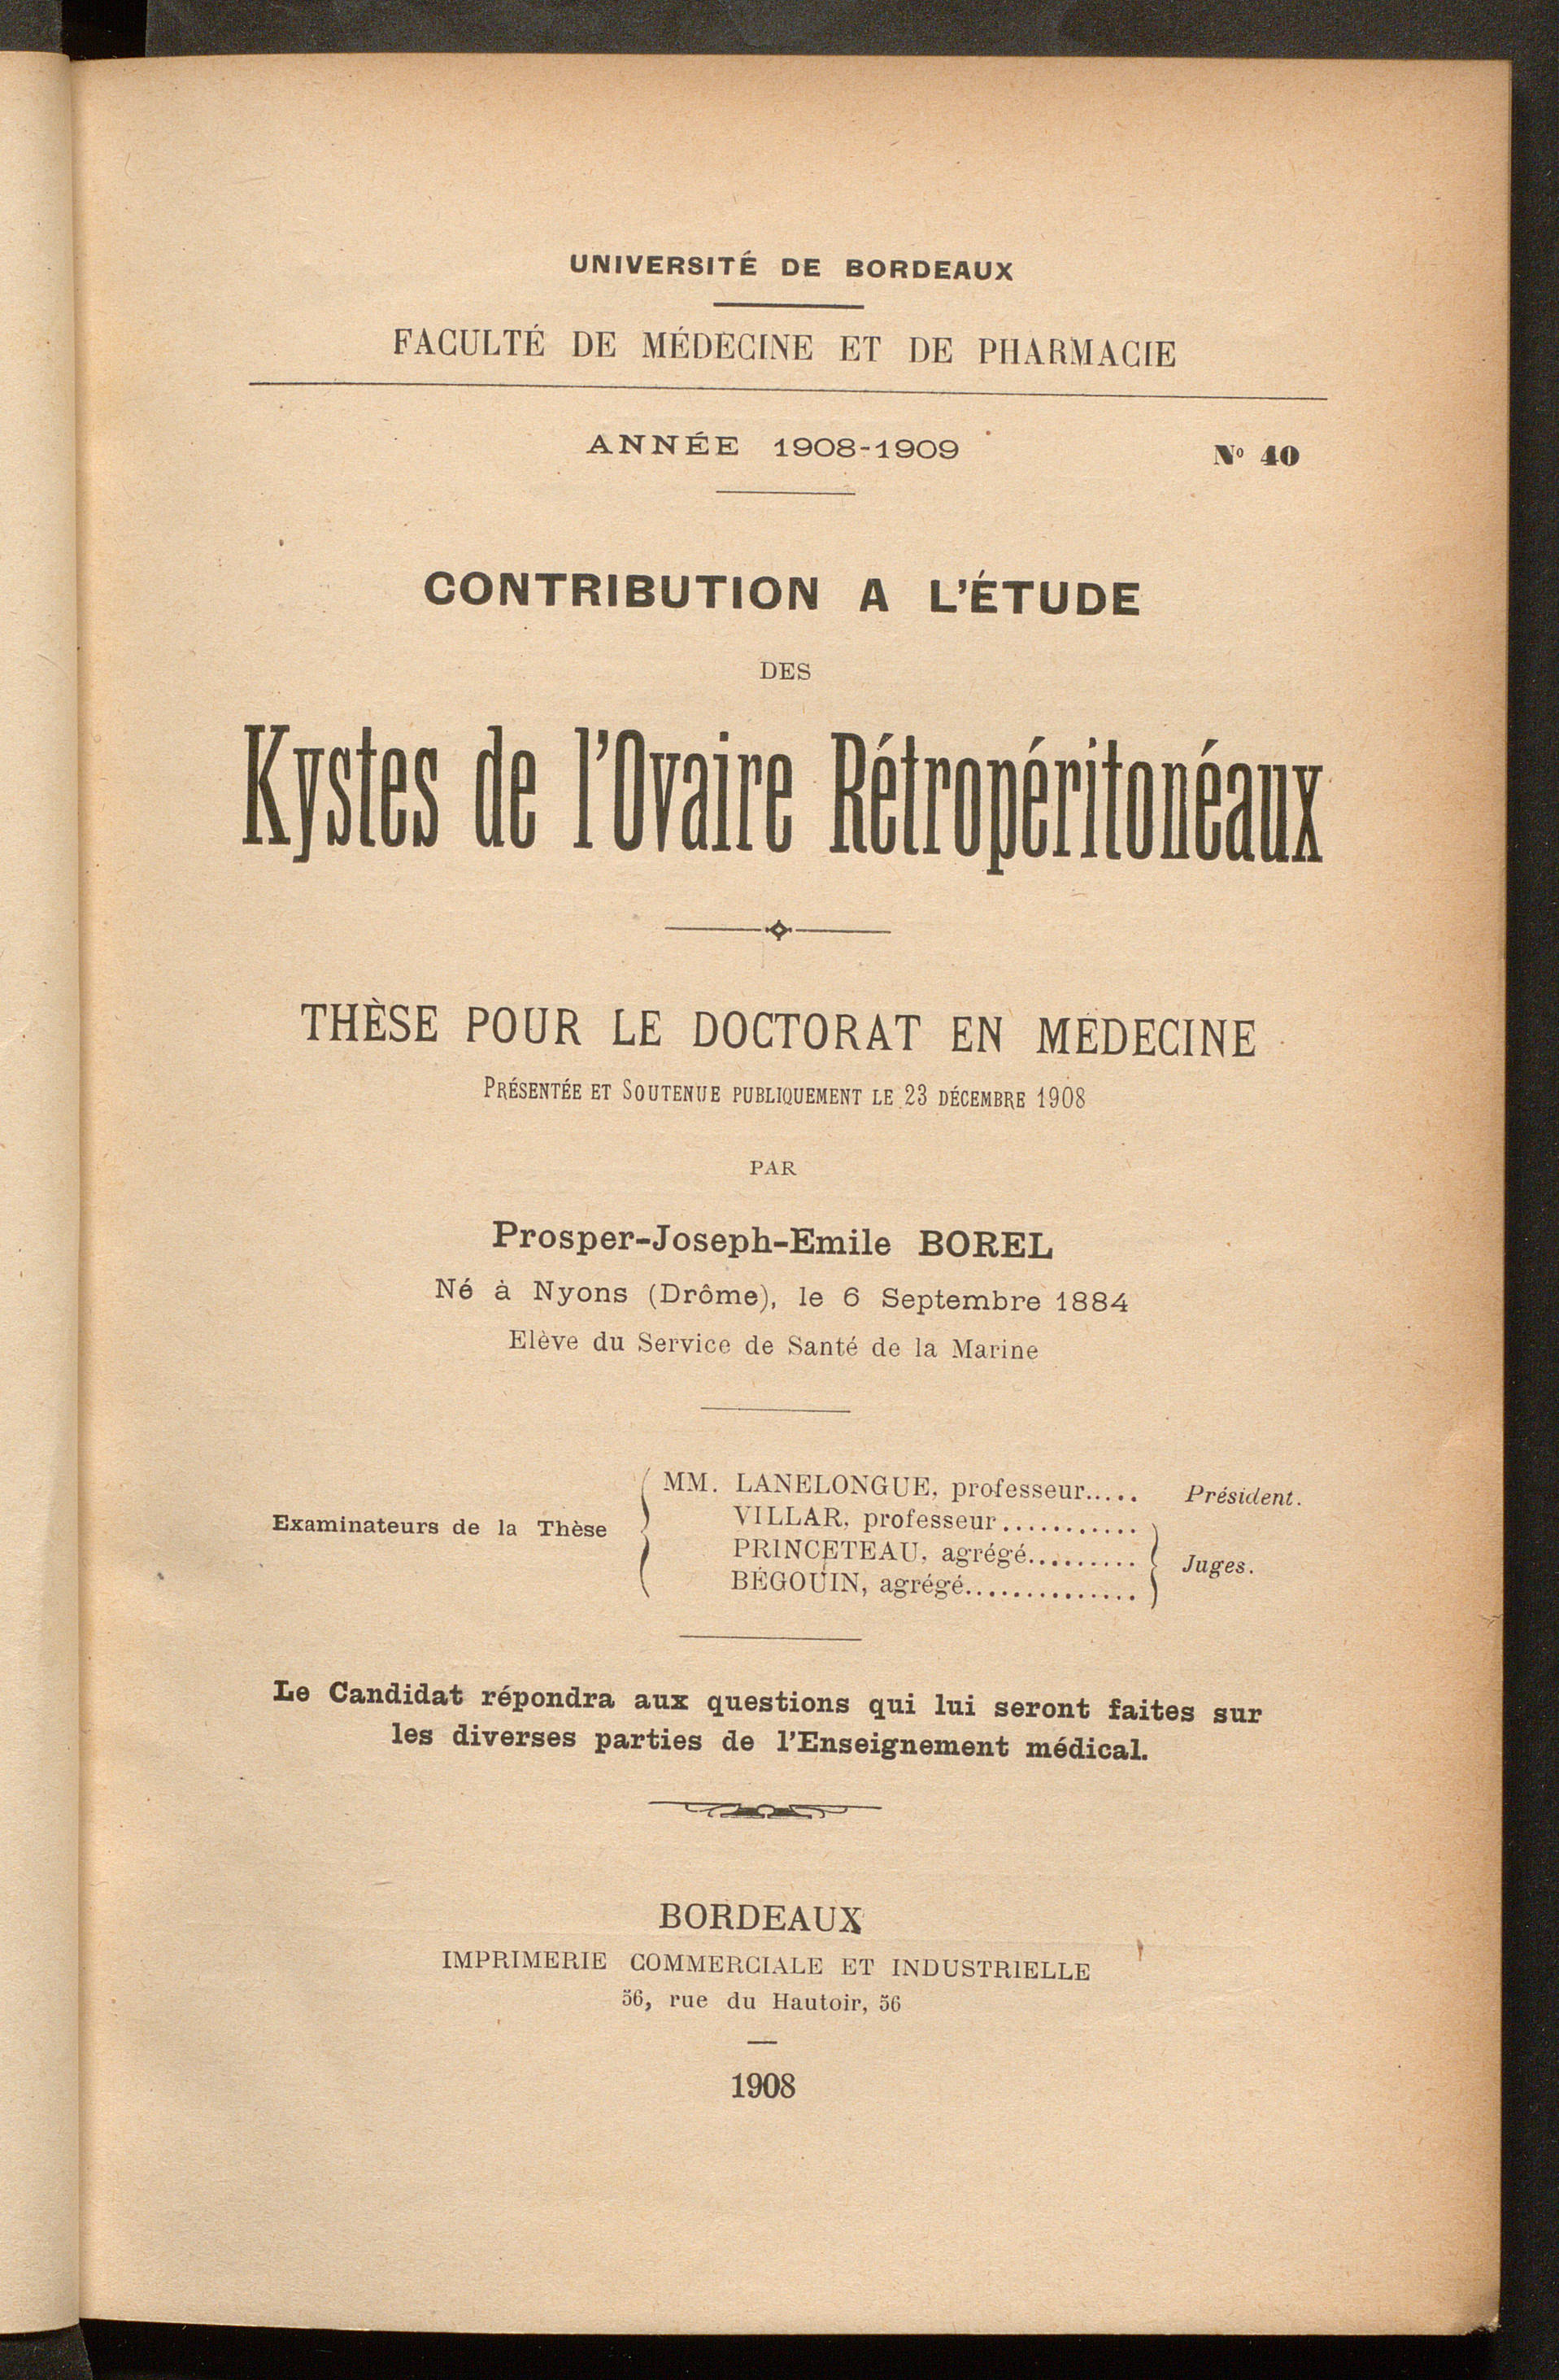 UNIVERSITÉ DE BORDEAUX
FACULTÉ DE MÉDECINE ET DE PHARMACIE
ANNÉE 1908-1909 No 40
CONTRIBUTION A L'ÉTUDE
DES
Kystes de l'Ovaire Rétropéritonéaux
THÈSE POUR LE DOCTORAT EN MÉDECINE
PRÉSENTÉE ET SOUTENUE PUBLIQUEMENT LE 23 DÉCEMBRE 1908
PAR
Prosper-Joseph-Emile BOREL
Né à Nyons (Drôme), le 6 Septembre 1884
Elève du Service de Santé de la Marine
MM. LANELONGUE, professeur..... Président.
VILLAR, professeur...........
Examinateurs de la Thèse
PRINCETEAU, agrégé.......... Juges.
BÉGOUIN, agrégé...............
Le Candidat répondra aux questions qui lui seront faites sur
les diverses parties de l'Enseignement médical.
BORDEAUX
IMPRIMERIE COMMERCIALE ET INDUSTRIELLE
56, rue du Hautoir, 56
1908